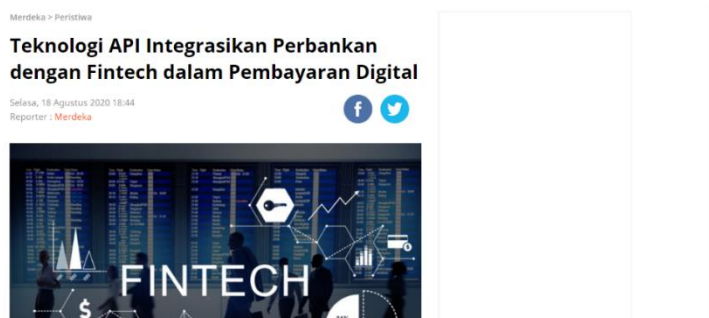 Merdeka > Peristiwa
Teknologi API Integrasikan Perbankan
dengan Fintech dalam Pembayaran Digital
Selasa, 18 Agustus 2020 18:44
Reporter : Merdeka
f
FINTECH
$